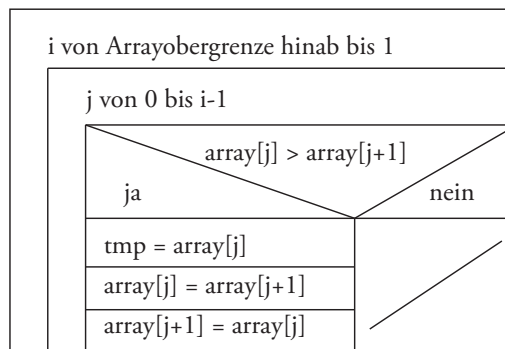 i von Arrayobergrenze hinab bis 1
j von 0 bis i-1
array[j] > array[j+1]
ja
nein
tmp = array[j]
array[j] = array[j+1]
array[j+1] = array[j]